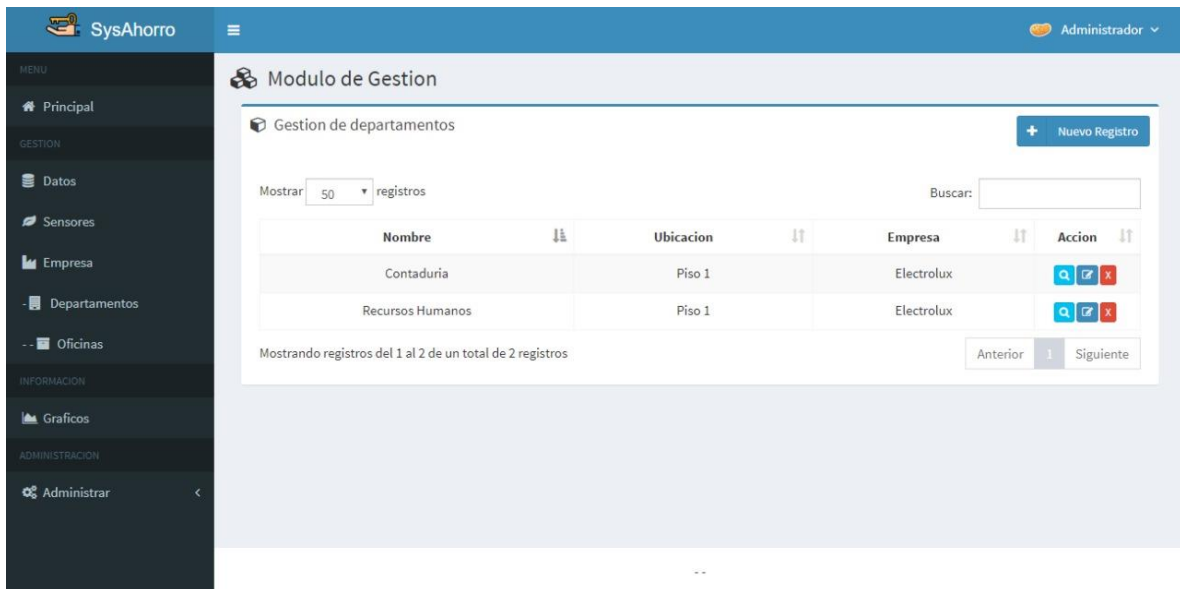 SysAhorro
Administrador
MENU
Principal
GESTION
Datos
Sensores
Empresa
- Departamentos
-- Oficinas
INFORMACION
Graficos
ADMINISTRACION
Administrar
Modulo de Gestion
Gestion de departamentos
+ Nuevo Registro
Mostrar 50 registros
Buscar:
Nombre Ubicacion Empresa Accion
Contaduria Piso 1 Electrolux X
Recursos Humanos Piso 1 Electrolux X
Mostrando registros del 1 al 2 de un total de 2 registros
Anterior 1 Siguiente
--